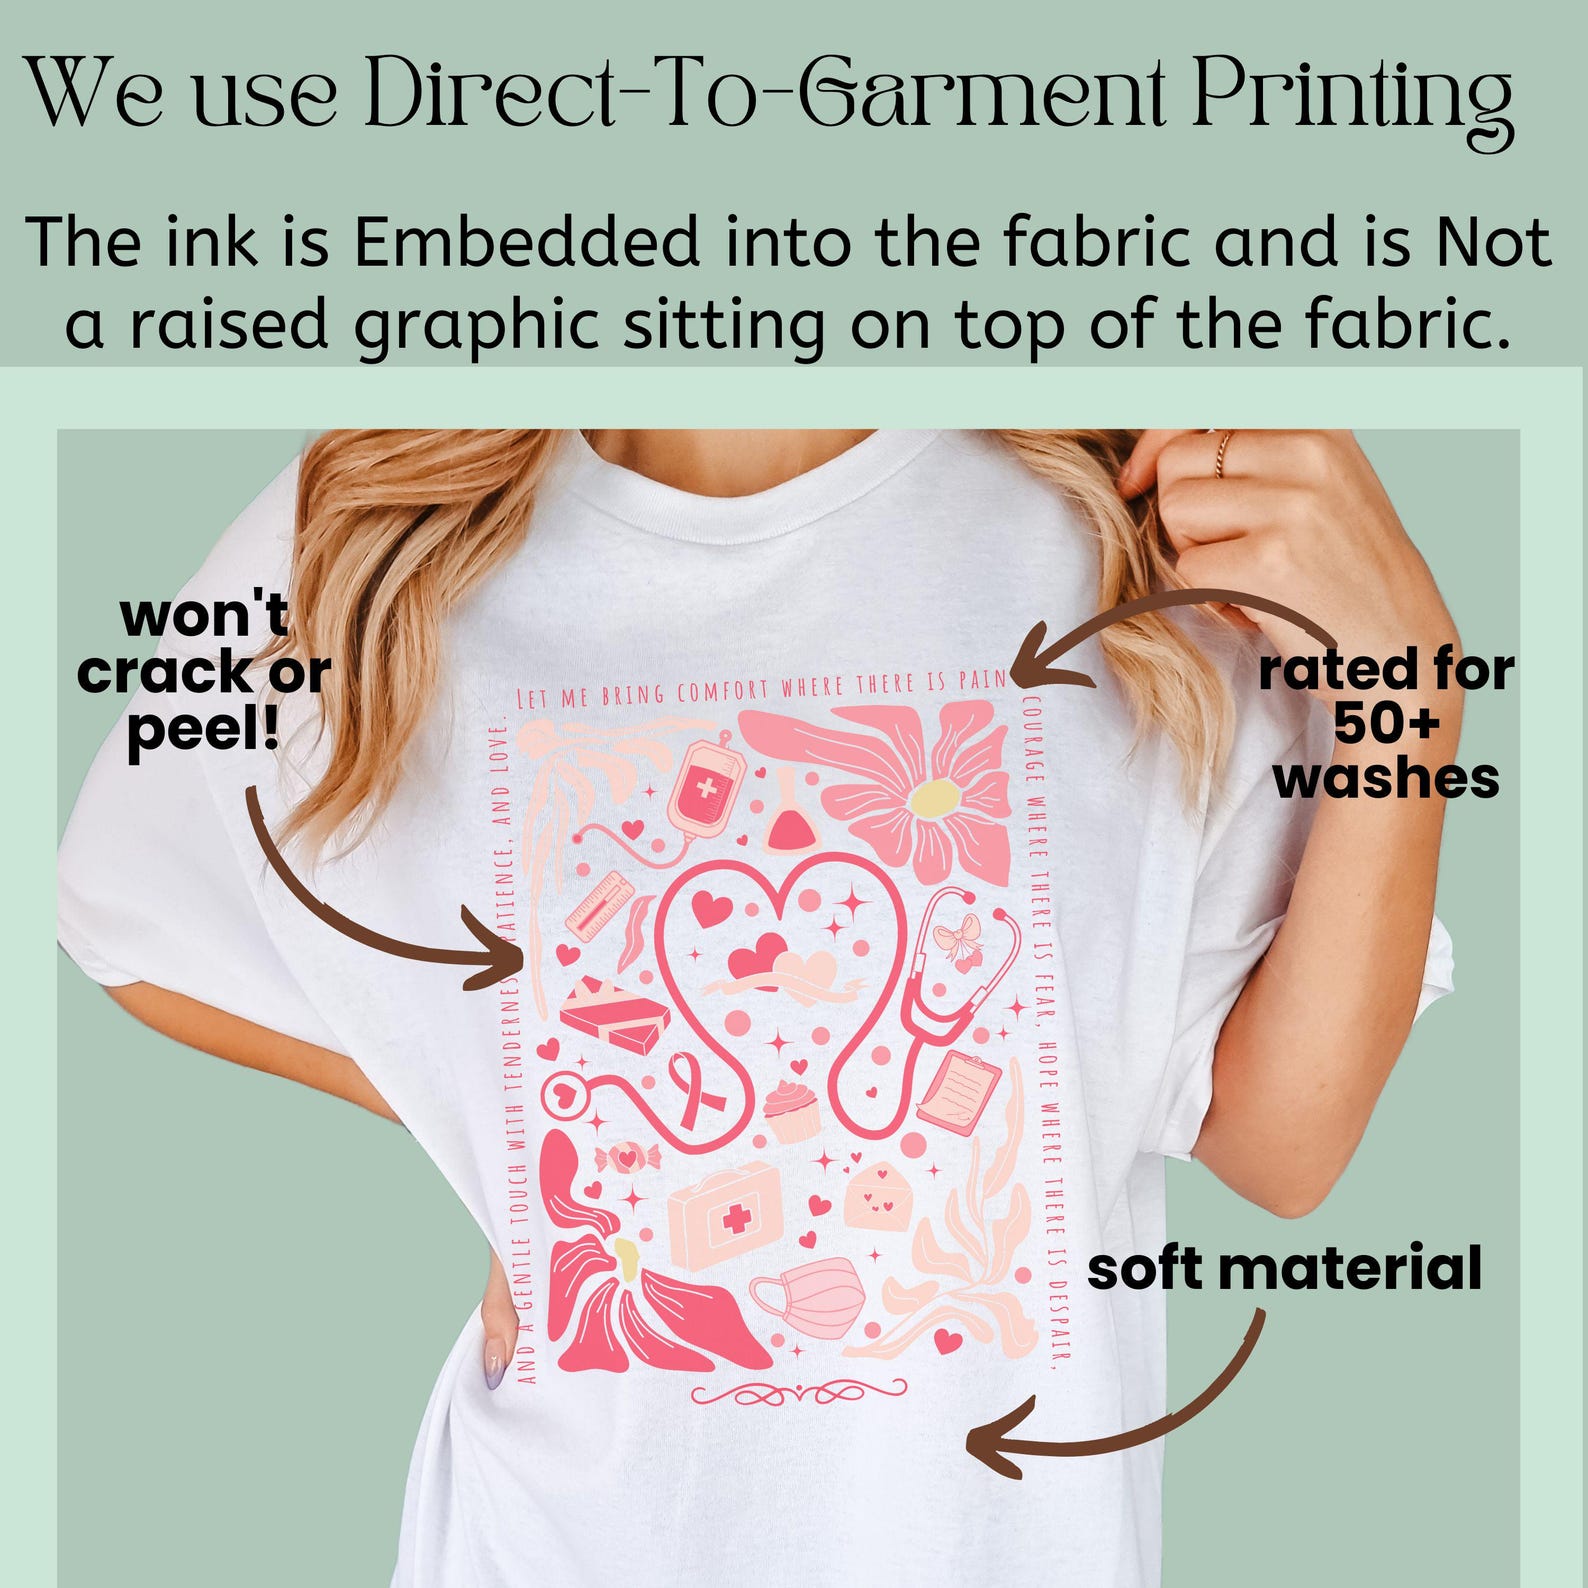 We use Direct-To-Garment Printing
The ink is Embedded into the fabric and is Not
a raised graphic sitting on top of the fabric.
won't
crack or
peel!
rated for
50+
washes
LET ME BRING COMFORT WHERE THERE IS PAIN
COURAGE WHERE THERE IS FEAR, HOPE WHERE THERE IS DESPAIR,
AND A GENTLE TOUCH WITH TENDERNES PATIENCE, AND LOVE.
soft material